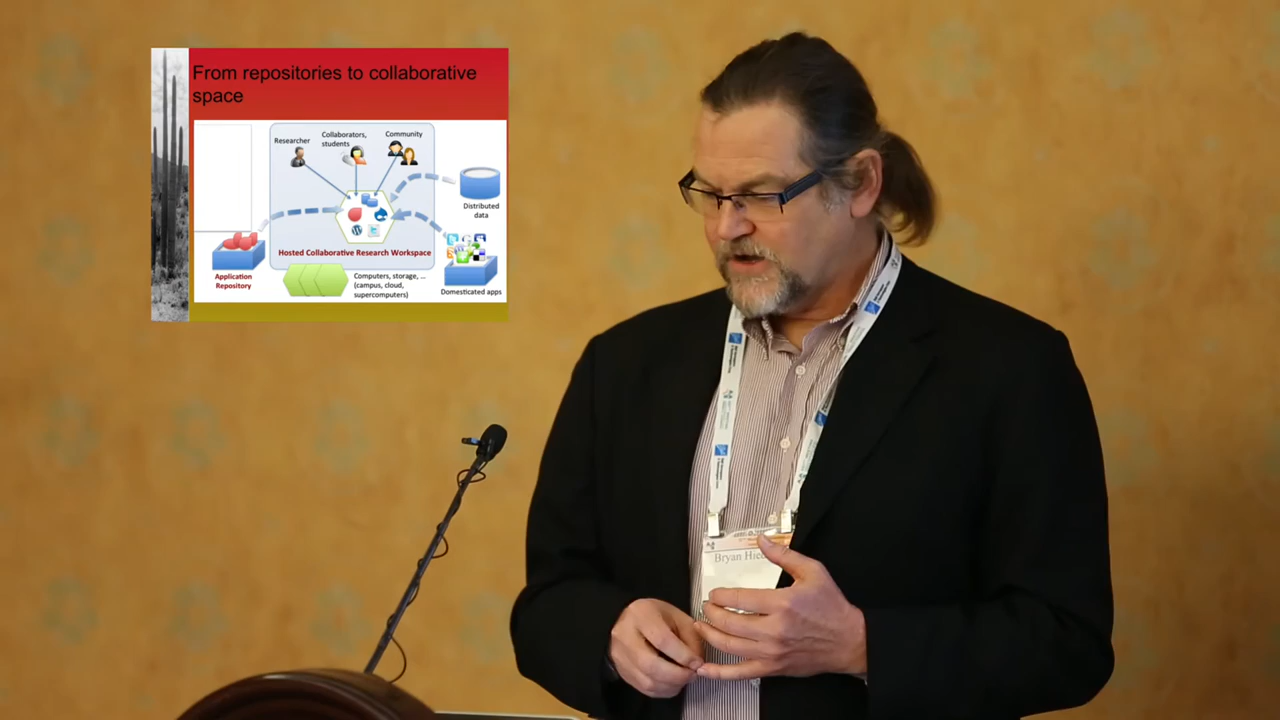 From repositories to collaborative
space
Researcher
Collaborators,
students
Community
Distributed
data
Hosted Collaborative Research Workspace
Application
Repository
Computers, storage, ...
(campus, cloud,
supercomputers)
Domesticated apps
Bryan